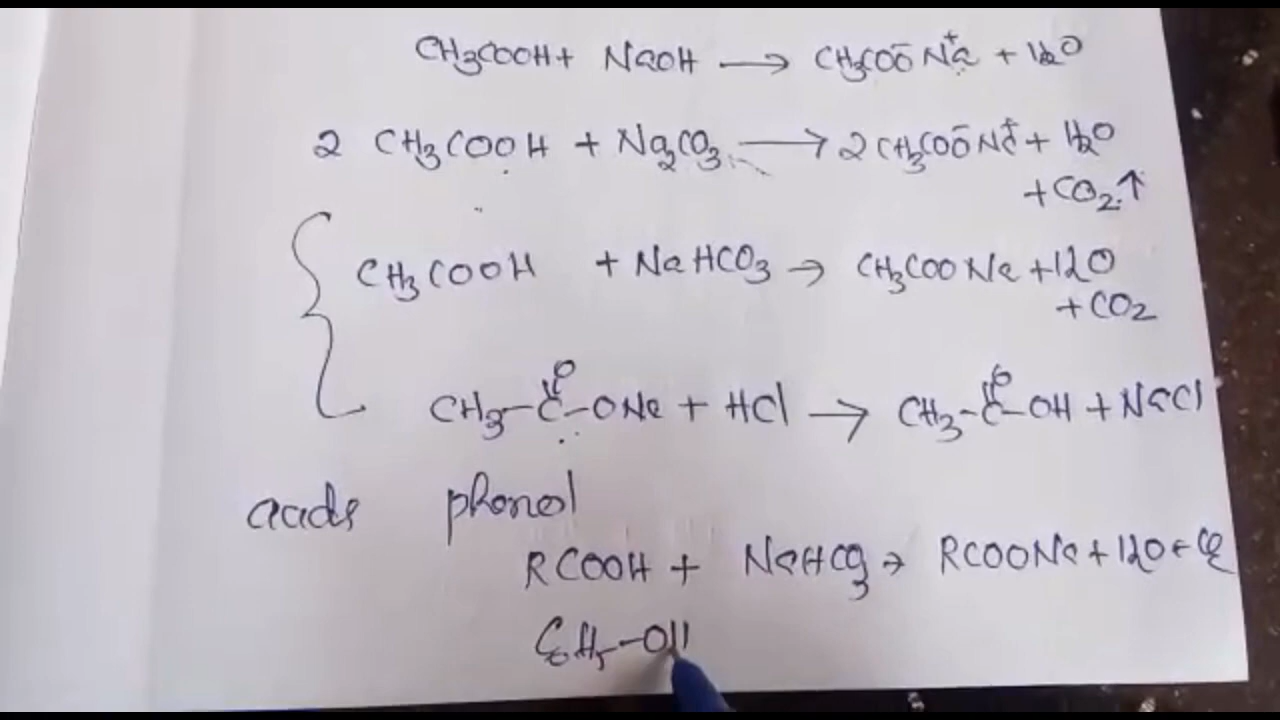 CH₃COOH + NaOH → CH₃COO⁻ Na⁺ + H₂O
2 CH₃COOH + Na₂CO₃ → 2 CH₃COO⁻ Na⁺ + H₂O
+ CO₂ ↑
CH₃COOH + NaHCO₃ → CH₃COONa + H₂O
+ CO₂
O O
CH₃-C-ONa + HCl → CH₃-C-OH + NaCl
acids phenol
RCOOH + NaHCO₃ → RCOONa + H₂O + CO₂
C₆H₅-OH